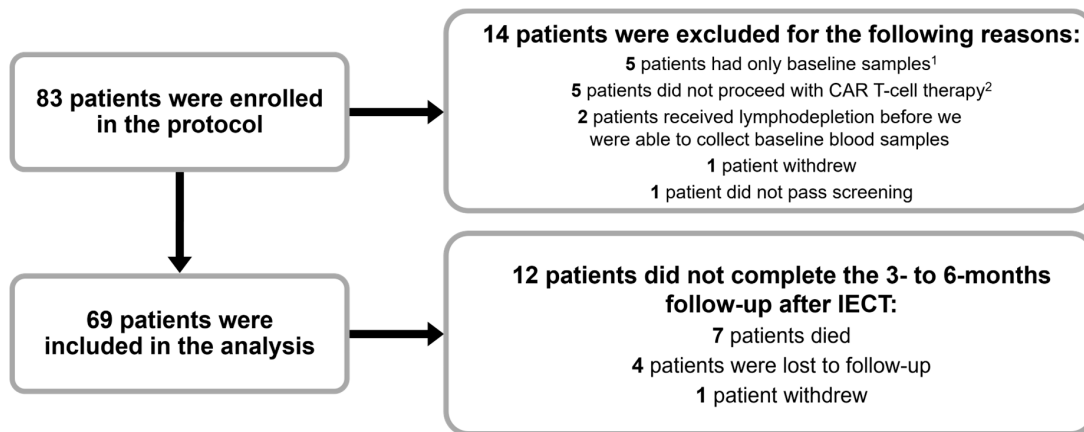 83 patients were enrolled
in the protocol
14 patients were excluded for the following reasons:
5 patients had only baseline samples¹
5 patients did not proceed with CAR T-cell therapy²
2 patients received lymphodepletion before we
were able to collect baseline blood samples
1 patient withdrew
1 patient did not pass screening
69 patients were
included in the analysis
12 patients did not complete the 3- to 6-months
follow-up after IECT:
7 patients died
4 patients were lost to follow-up
1 patient withdrew